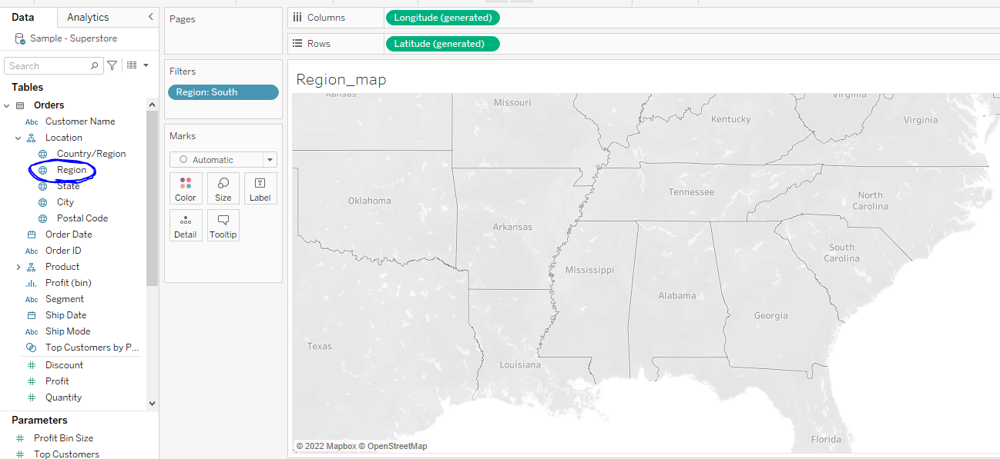 Data
Analytics
Sample - Superstore
Search
Tables
Orders
Abc Customer Name
Location
Country/Region
Region
State
City
Postal Code
Order Date
Abc Order ID
Product
Profit (bin)
Abc Segment
Ship Date
Abc Ship Mode
Top Customers by P...
# Discount
# Profit
# Quantity
Parameters
# Profit Bin Size
# Top Customers
Pages
Filters
Region: South
Marks
Automatic
Color
Size
Label
Detail
Tooltip
Columns
Longitude (generated)
Rows
Latitude (generated)
Region_map
Kansas
Missouri
Kentucky
Virginia
Virginia
Oklahoma
Arkansas
Tennessee
North
Carolina
South
Carolina
Mississippi
Alabama
Georgia
Texas
Louisiana
Florida
© 2022 Mapbox © OpenStreetMap